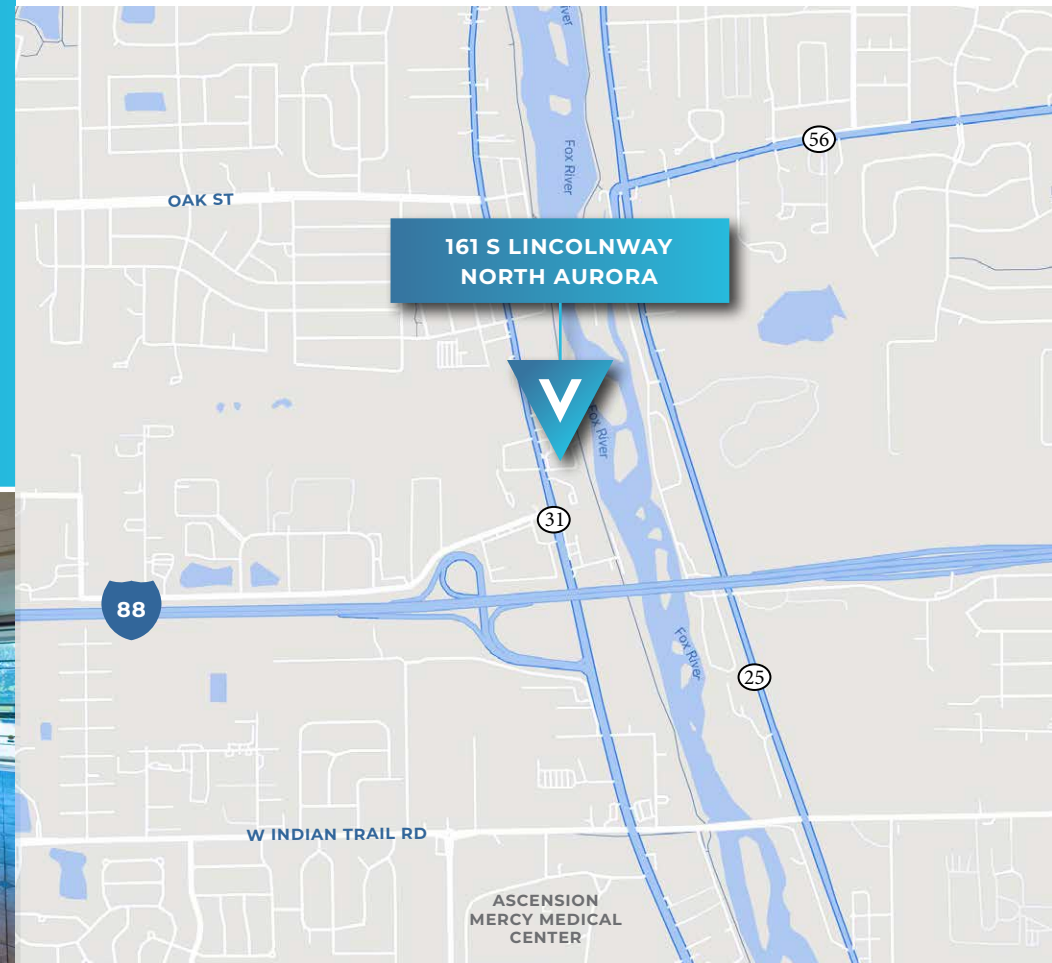 iver
Fox River
56
OAK ST
161 S LINCOLNWAY
NORTH AURORA
V
Fox River
31
88
Fox River
25
W INDIAN TRAIL RD
ASCENSION
MERCY MEDICAL
CENTER